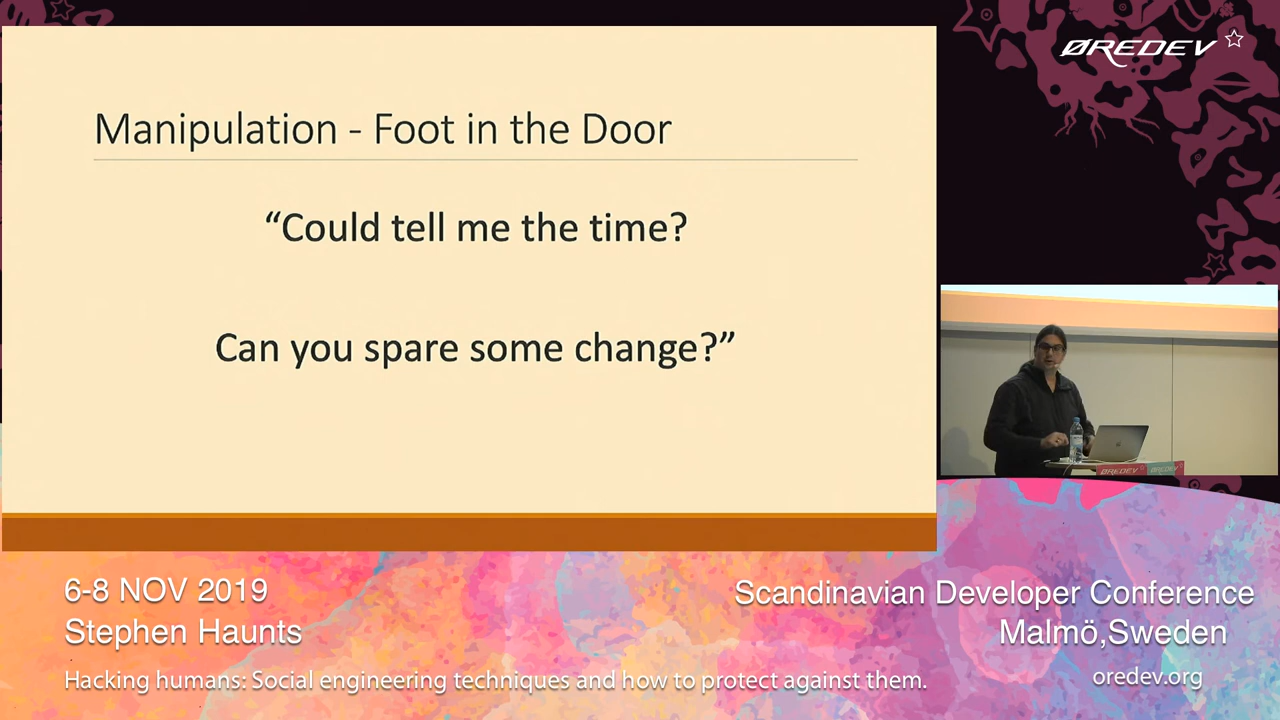 ØREDEV
Manipulation - Foot in the Door
“Could tell me the time?
Can you spare some change?”
ØREDEV
ØREDEV
6-8 NOV 2019
Stephen Haunts
Hacking humans: Social engineering techniques and how to protect against them.
Scandinavian Developer Conference
Malmö,Sweden
oredev.org